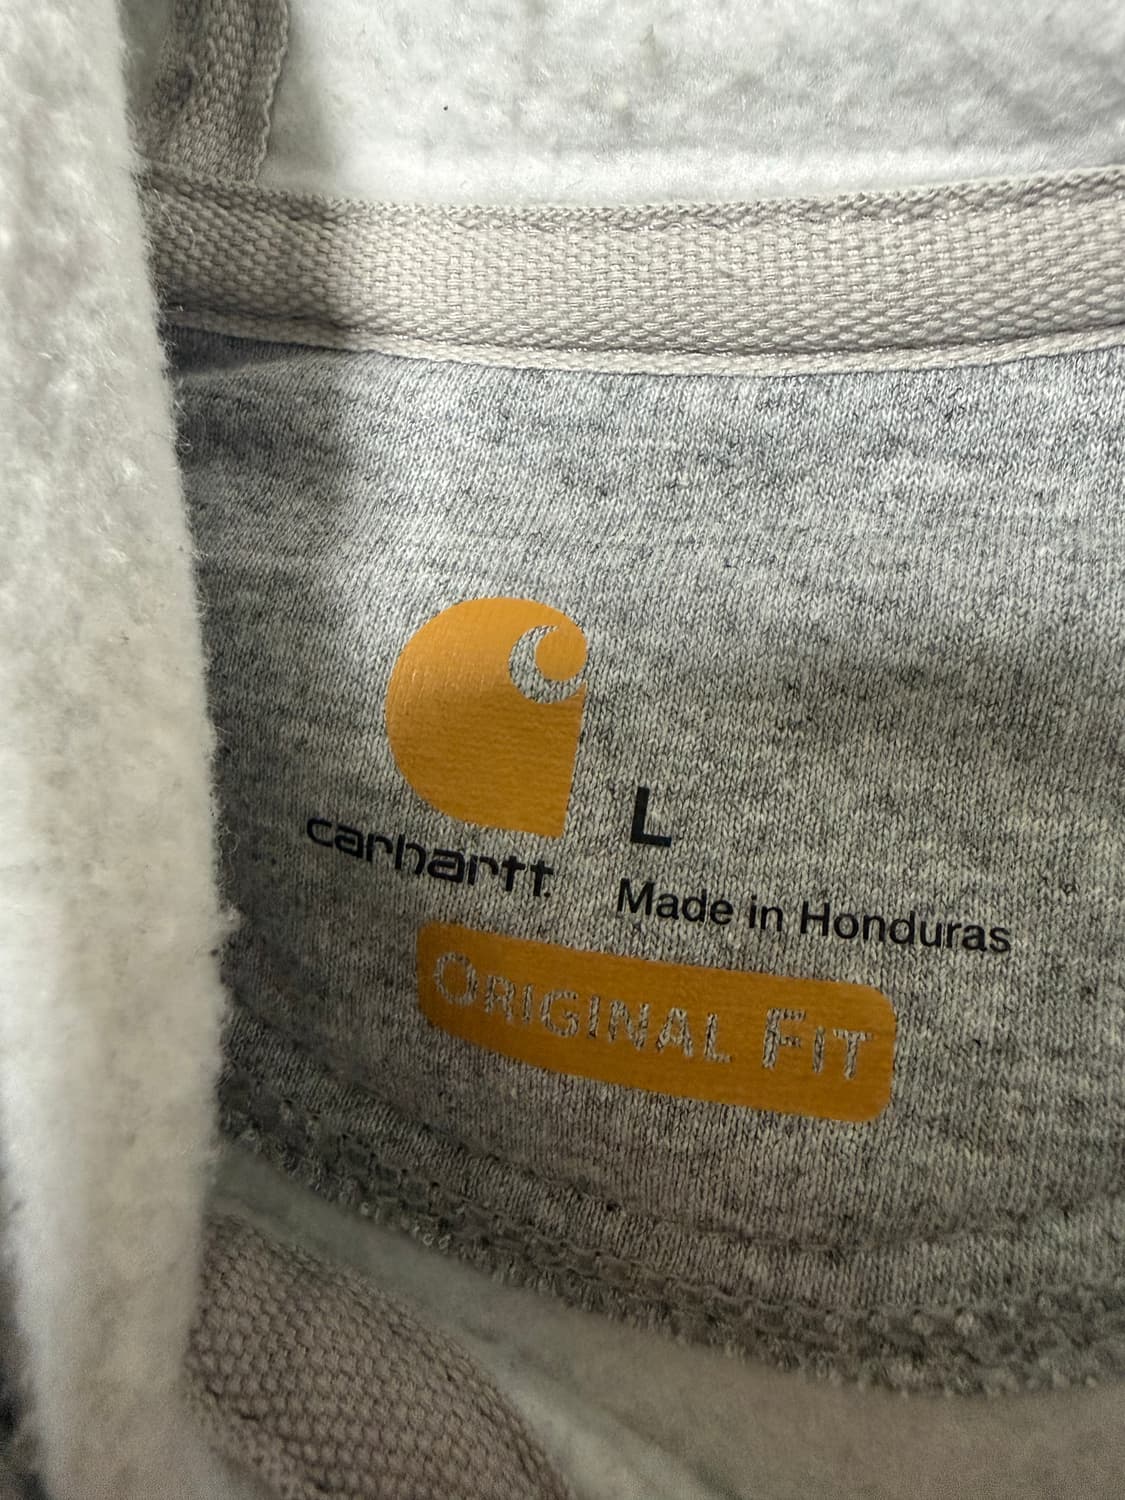 L
carhartt
Made in Honduras
ORIGINAL FIT